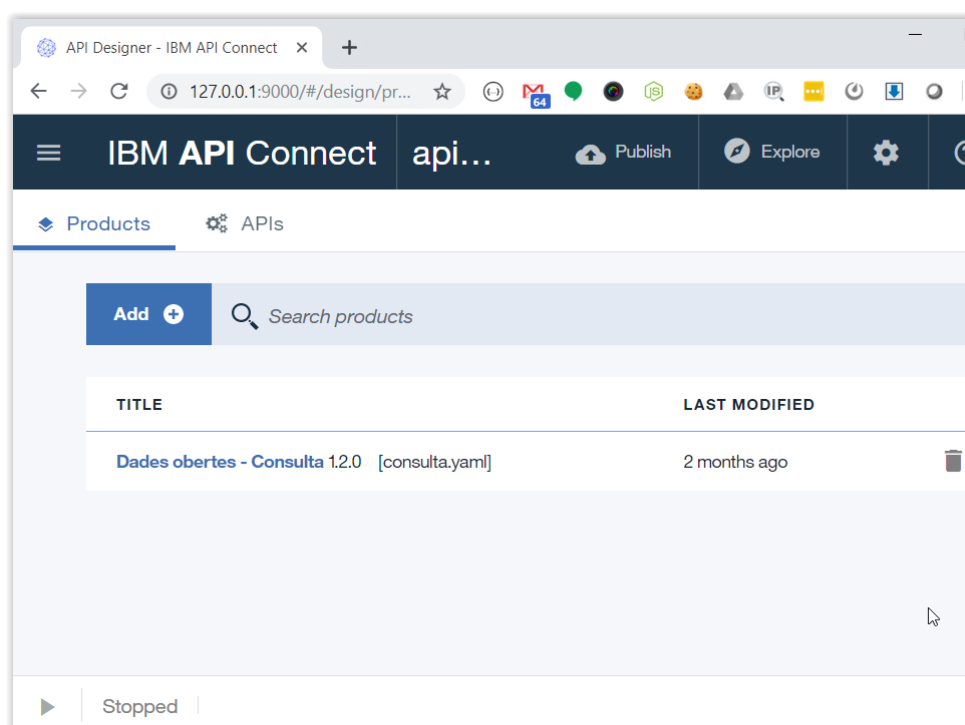 API Designer - IBM API Connect
127.0.0.1:9000/#/design/pr...
JS
IP
64
IBM API Connect api... Publish Explore
Products APIs
Add Search products
TITLE LAST MODIFIED
Dades obertes - Consulta 1.2.0 [consulta.yaml] 2 months ago
Stopped